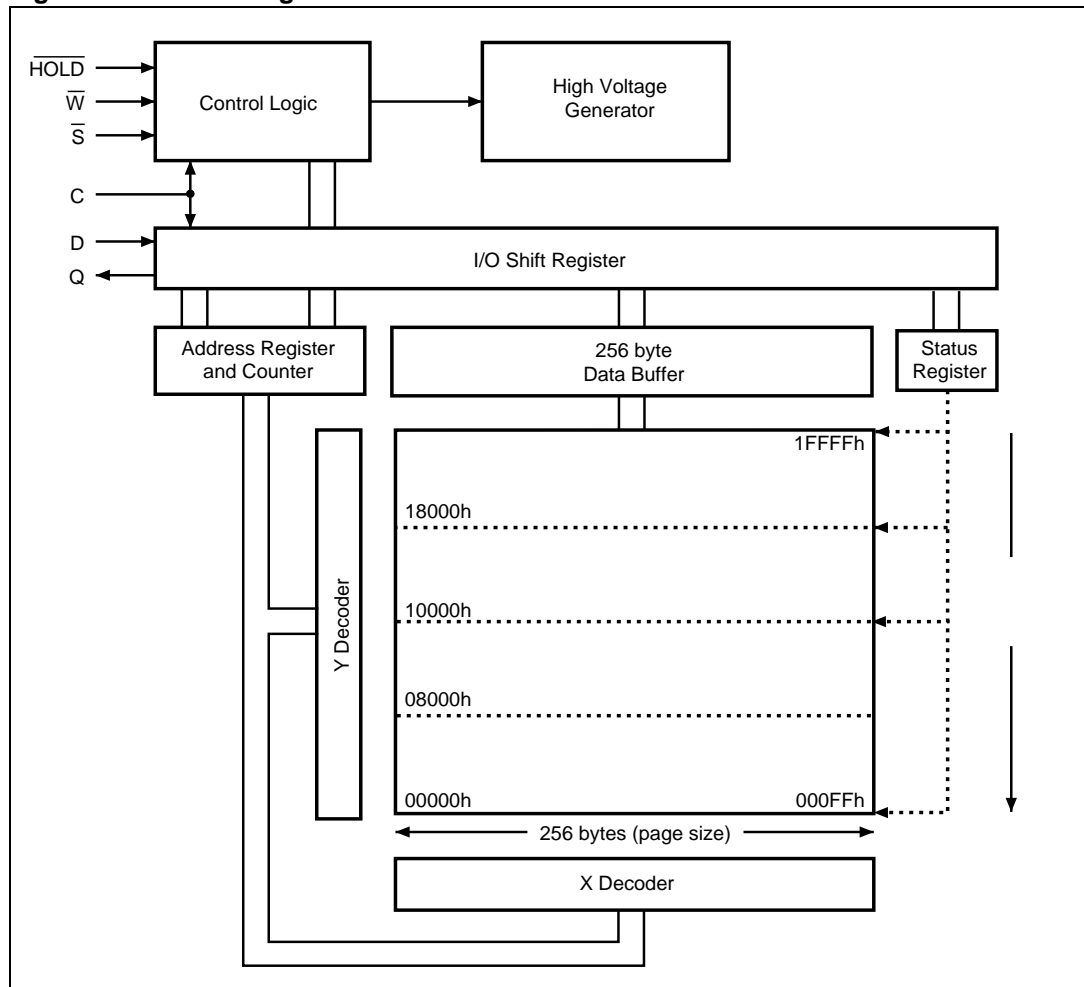 HOLD
W
S
C
D
Q
Control Logic
High Voltage
Generator
I/O Shift Register
Address Register
and Counter
256 byte
Data Buffer
Status
Register
Y Decoder
1FFFFh
18000h
10000h
08000h
00000h
000FFh
256 bytes (page size)
X Decoder